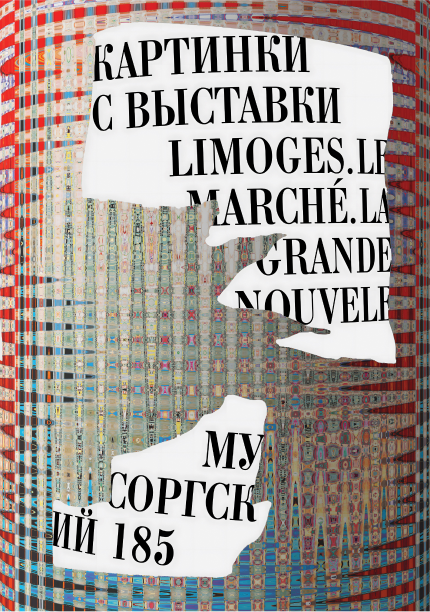 КАРТИНКИ
С ВЫСТАВКИ
LIMOGES.LE
MARCHÉ.LA
GRANDE
NOUVELE
МУ
СОРГСК
ИЙ 185